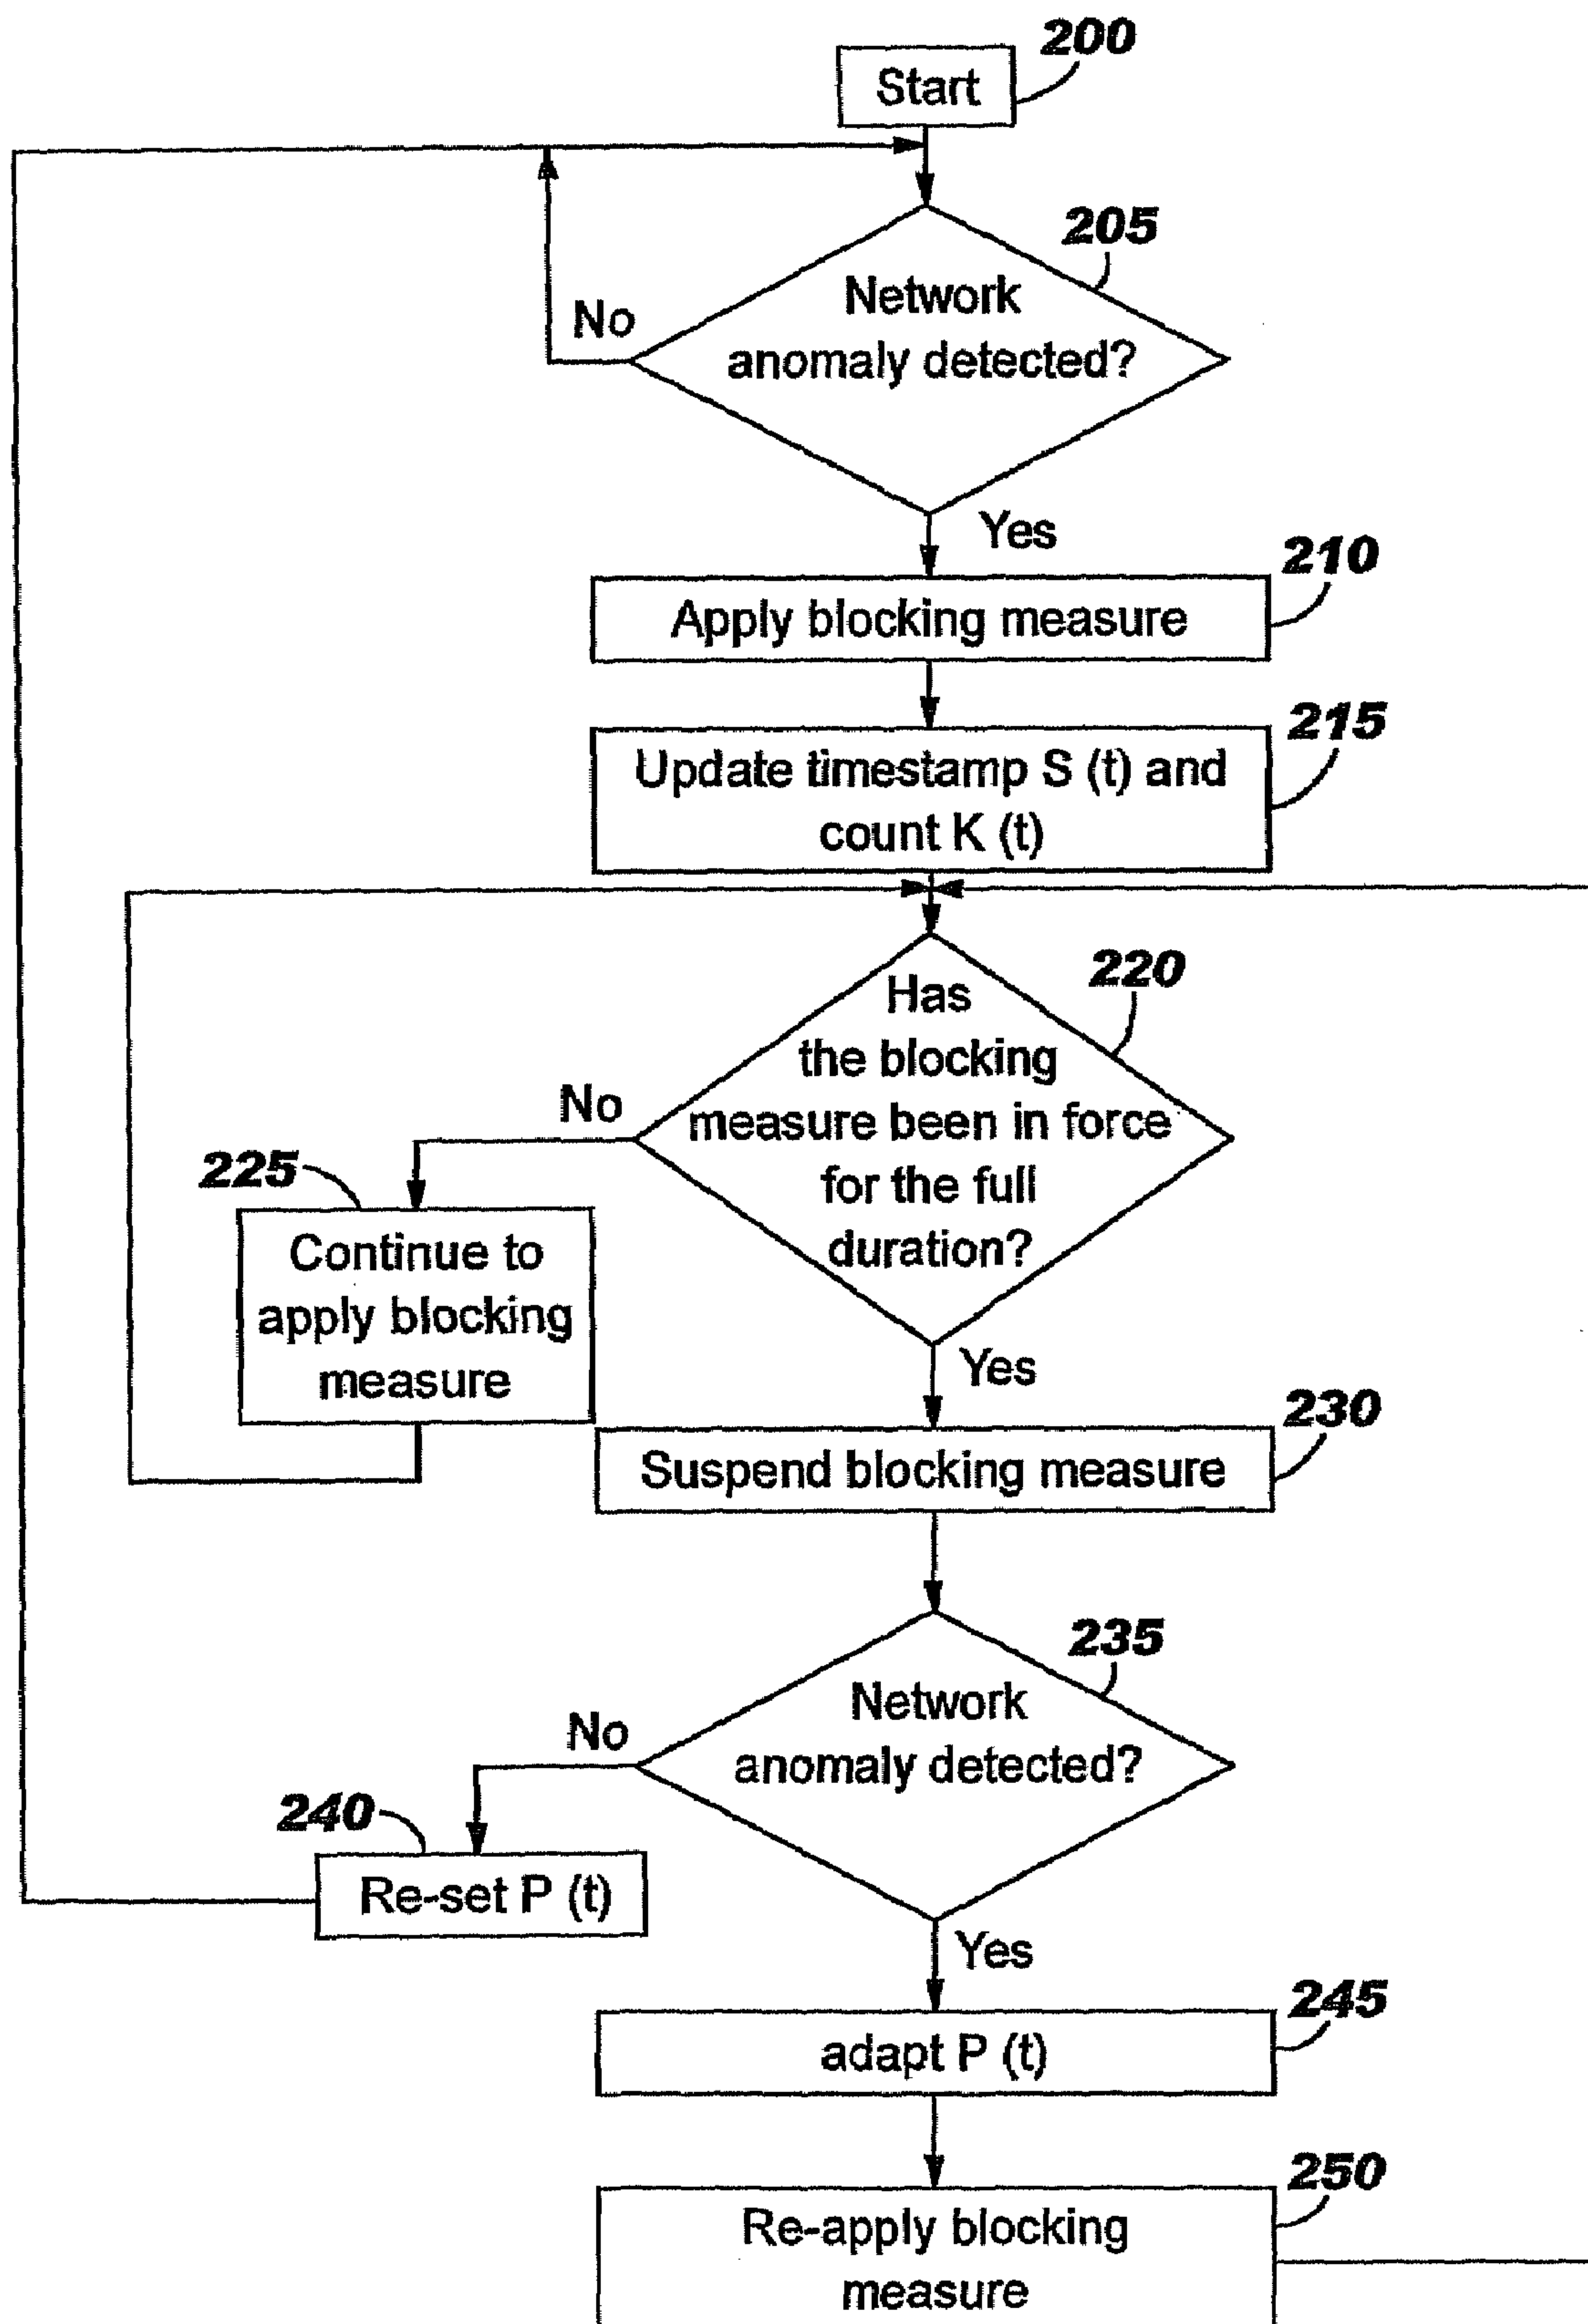 200
Start
205
Network
anomaly detected?
No
Yes
210
Apply blocking measure
215
Update timestamp S (t) and
count K (t)
220
Has
the blocking
measure been in force
for the full
duration?
No
225
Continue to
apply blocking
measure
Yes
230
Suspend blocking measure
235
Network
anomaly detected?
No
240
Re-set P (t)
Yes
245
adapt P (t)
250
Re-apply blocking
measure